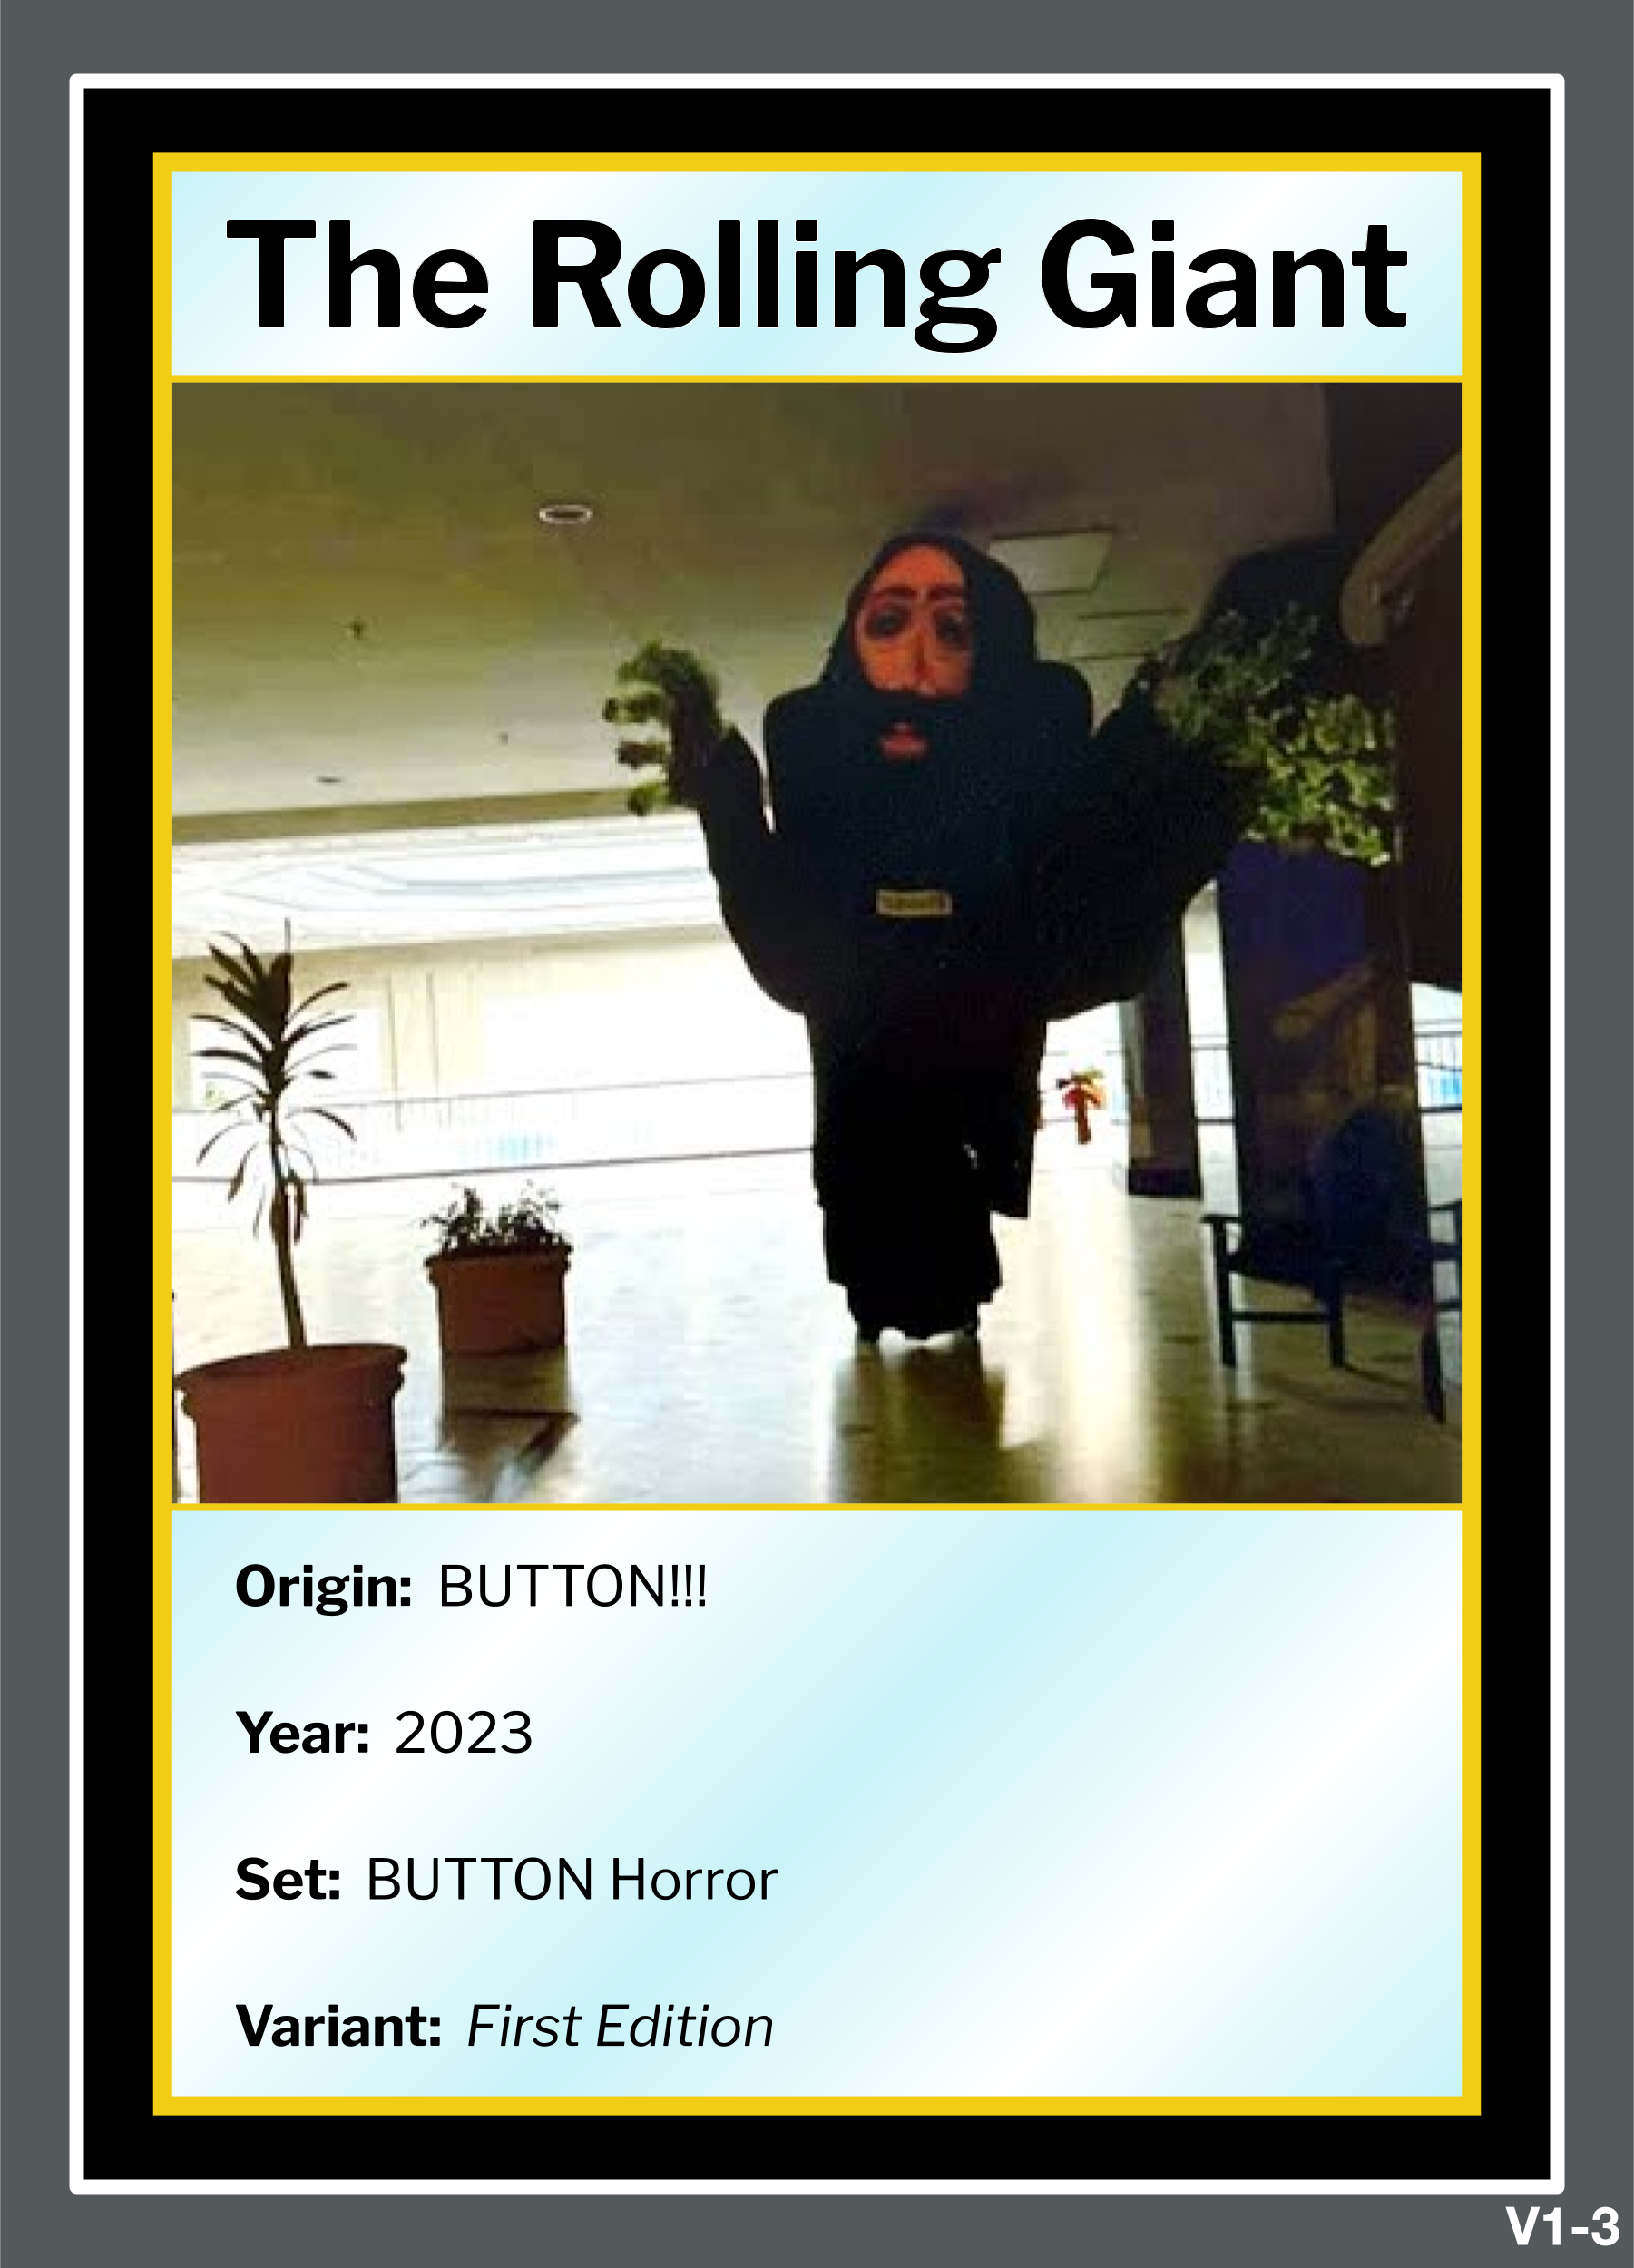 The Rolling Giant
Origin: BUTTON!!!
Year: 2023
Set: BUTTON Horror
Variant: First Edition
V1-3